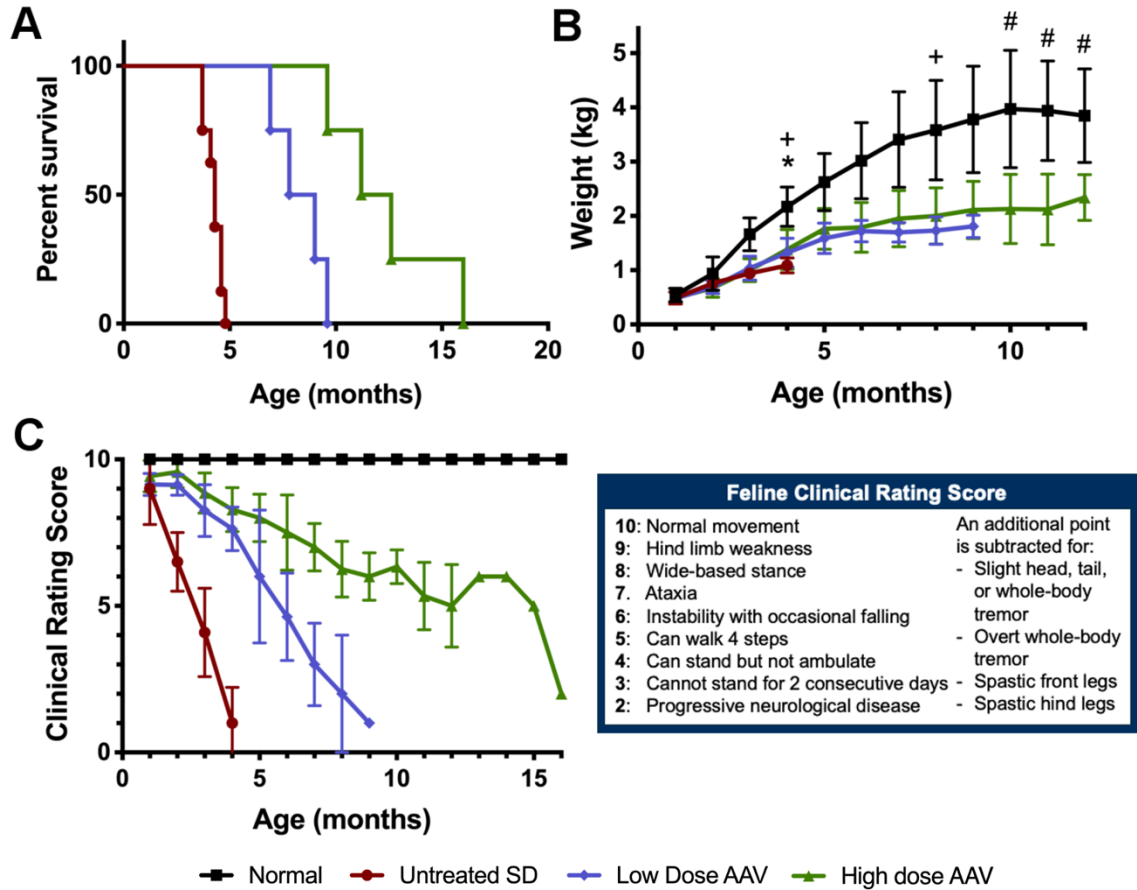 A
Percent survival
100
50
0
0 5 10 15 20
Age (months)
B
Weight (kg)
5
4
3
2
1
0
+
*
+
# # #
5 10
Age (months)
C
Clinical Rating Score
10
5
0
0 5 10 15
Age (months)
Feline Clinical Rating Score
10: Normal movement
9: Hind limb weakness
8: Wide-based stance
7. Ataxia
6: Instability with occasional falling
5: Can walk 4 steps
4: Can stand but not ambulate
3: Cannot stand for 2 consecutive days
2: Progressive neurological disease
An additional point
is subtracted for:
- Slight head, tail,
or whole-body
tremor
- Overt whole-body
tremor
- Spastic front legs
- Spastic hind legs
Normal Untreated SD Low Dose AAV High dose AAV